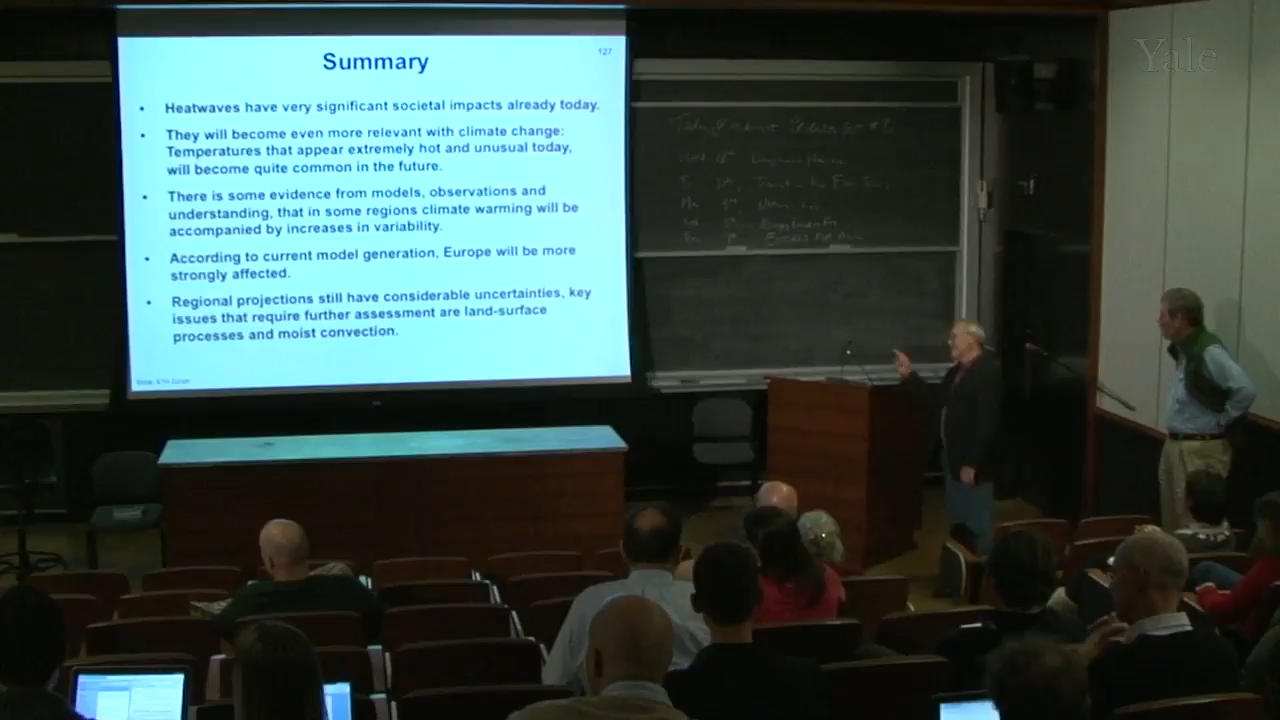 Yale
127
Summary
• Heatwaves have very significant societal impacts already today.
• They will become even more relevant with climate change:
Temperatures that appear extremely hot and unusual today,
will become quite common in the future.
• There is some evidence from models, observations and
understanding, that in some regions climate warming will be
accompanied by increases in variability.
• According to current model generation, Europe will be more
strongly affected.
• Regional projections still have considerable uncertainties, key
issues that require further assessment are land-surface
processes and moist convection.